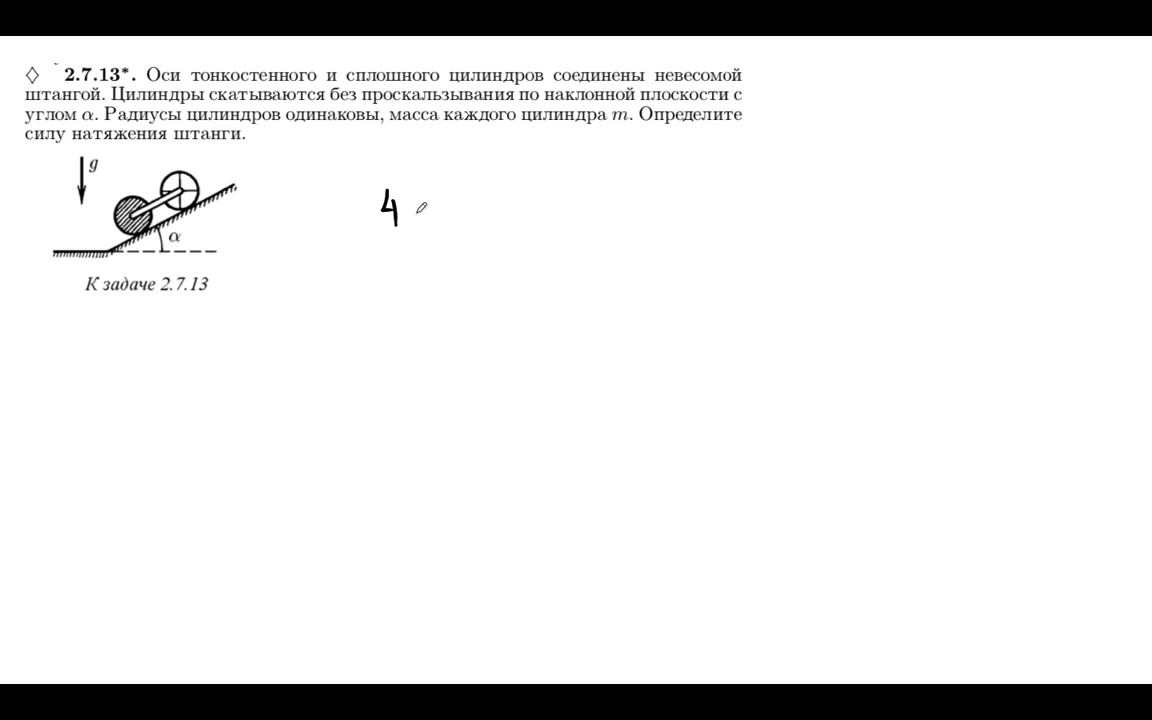 ◇ 2.7.13*. Оси тонкостенного и сплошного цилиндров соединены невесомой
штангой. Цилиндры скатываются без проскальзывания по наклонной плоскости с
углом α. Радиусы цилиндров одинаковы, масса каждого цилиндра m. Определите
силу натяжения штанги.
g
4
α
К задаче 2.7.13